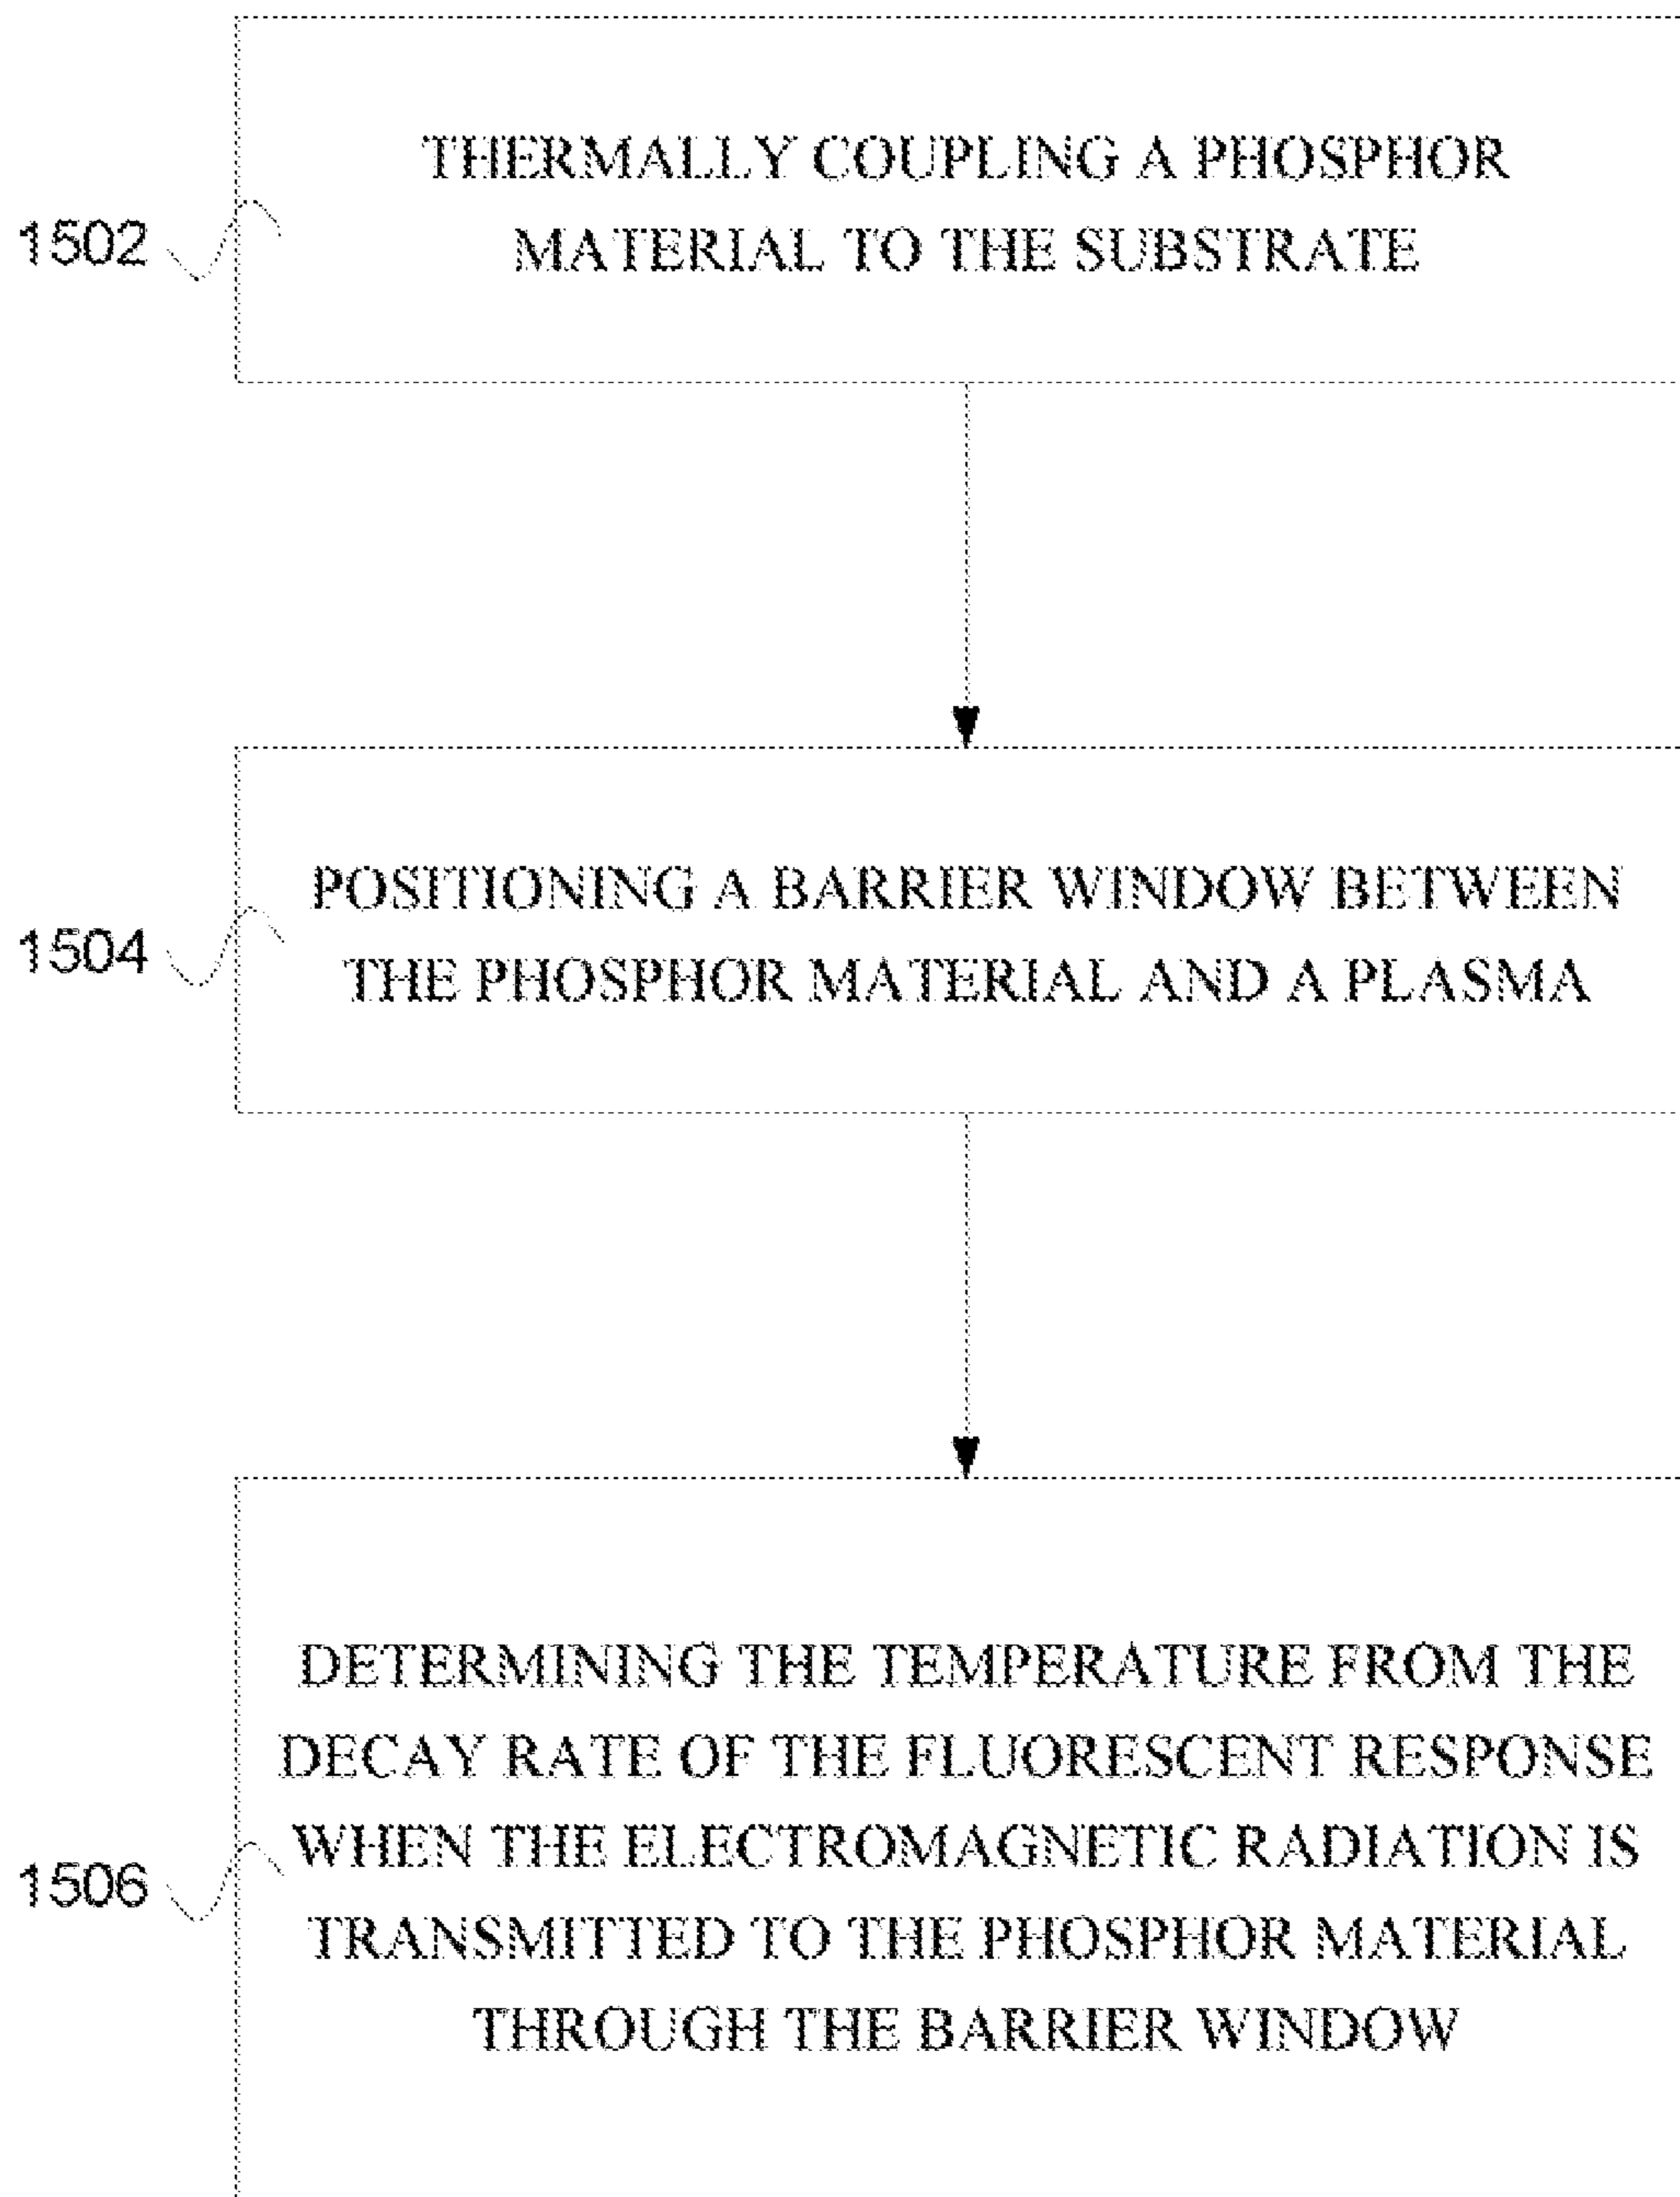 THERMALLY COUPLING A PHOSPHOR
MATERIAL TO THE SUBSTRATE
1502
POSITIONING A BARRIER WINDOW BETWEEN
THE PHOSPHOR MATERIAL AND A PLASMA
1504
DETERMINING THE TEMPERATURE FROM THE
DECAY RATE OF THE FLUORESCENT RESPONSE
WHEN THE ELECTROMAGNETIC RADIATION IS
TRANSMITTED TO THE PHOSPHOR MATERIAL
THROUGH THE BARRIER WINDOW
1506